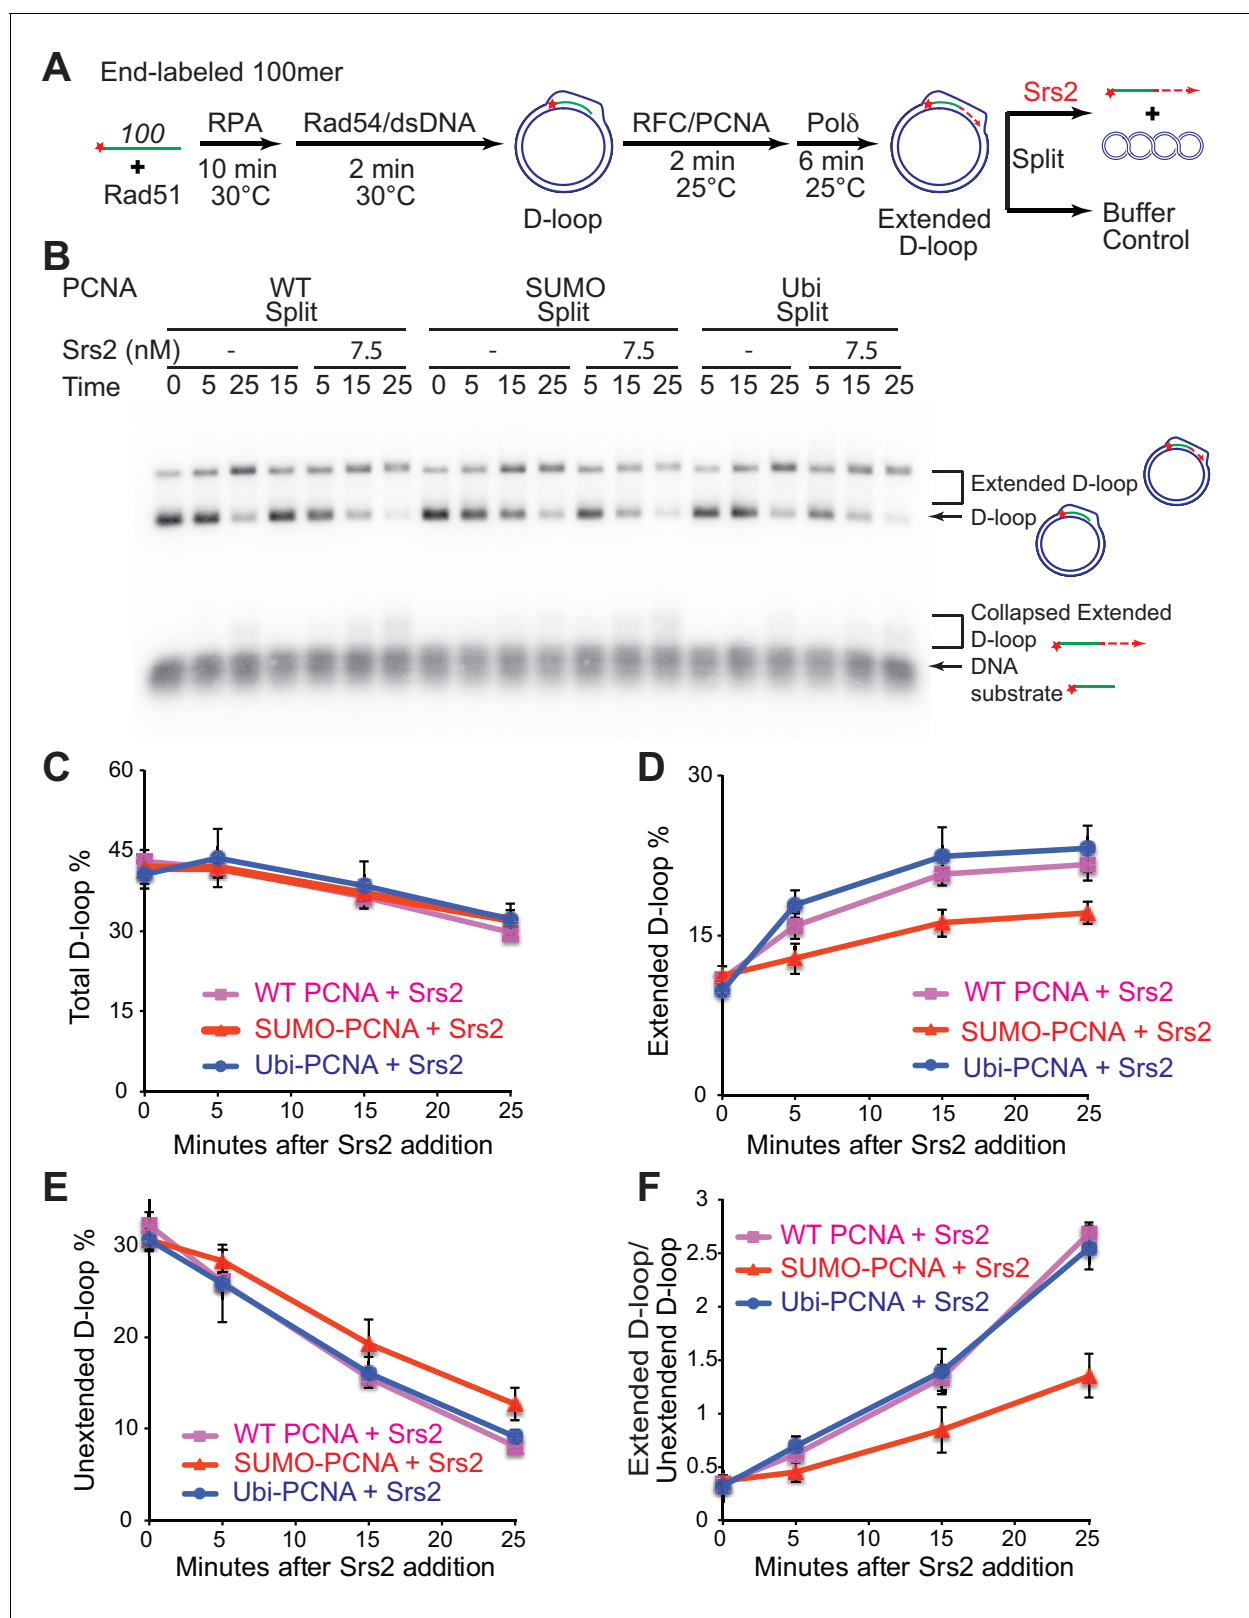 A End-labeled 100mer
100
+
Rad51
RPA
10 min
30°C
Rad54/dsDNA
2 min
30°C
D-loop
RFC/PCNA
2 min
25°C
Polδ
6 min
25°C
Extended
D-loop
Srs2
Split
+
Buffer
Control
B
PCNA WT SUMO Ubi
Split Split Split
Srs2 (nM) - 7.5 - 7.5 - 7.5
Time 0 5 25 15 5 15 25 0 5 15 25 5 15 25 5 15 25 5 15 25
Extended D-loop
D-loop
Collapsed Extended
D-loop
DNA
substrate
C
Total D-loop %
60
45
30
15
0
WT PCNA + Srs2
SUMO-PCNA + Srs2
Ubi-PCNA + Srs2
0 5 10 15 20 25
Minutes after Srs2 addition
D
Extended D-loop %
30
15
0
WT PCNA + Srs2
SUMO-PCNA + Srs2
Ubi-PCNA + Srs2
0 5 10 15 20 25
Minutes after Srs2 addition
E
Unextended D-loop %
30
20
10
0
WT PCNA + Srs2
SUMO-PCNA + Srs2
Ubi-PCNA + Srs2
0 5 10 15 20 25
Minutes after Srs2 addition
F
Extended D-loop/
Unextendend D-loop
3
2.5
2
1.5
1
0.5
0
WT PCNA + Srs2
SUMO-PCNA + Srs2
Ubi-PCNA + Srs2
0 5 10 15 20 25
Minutes after Srs2 addition